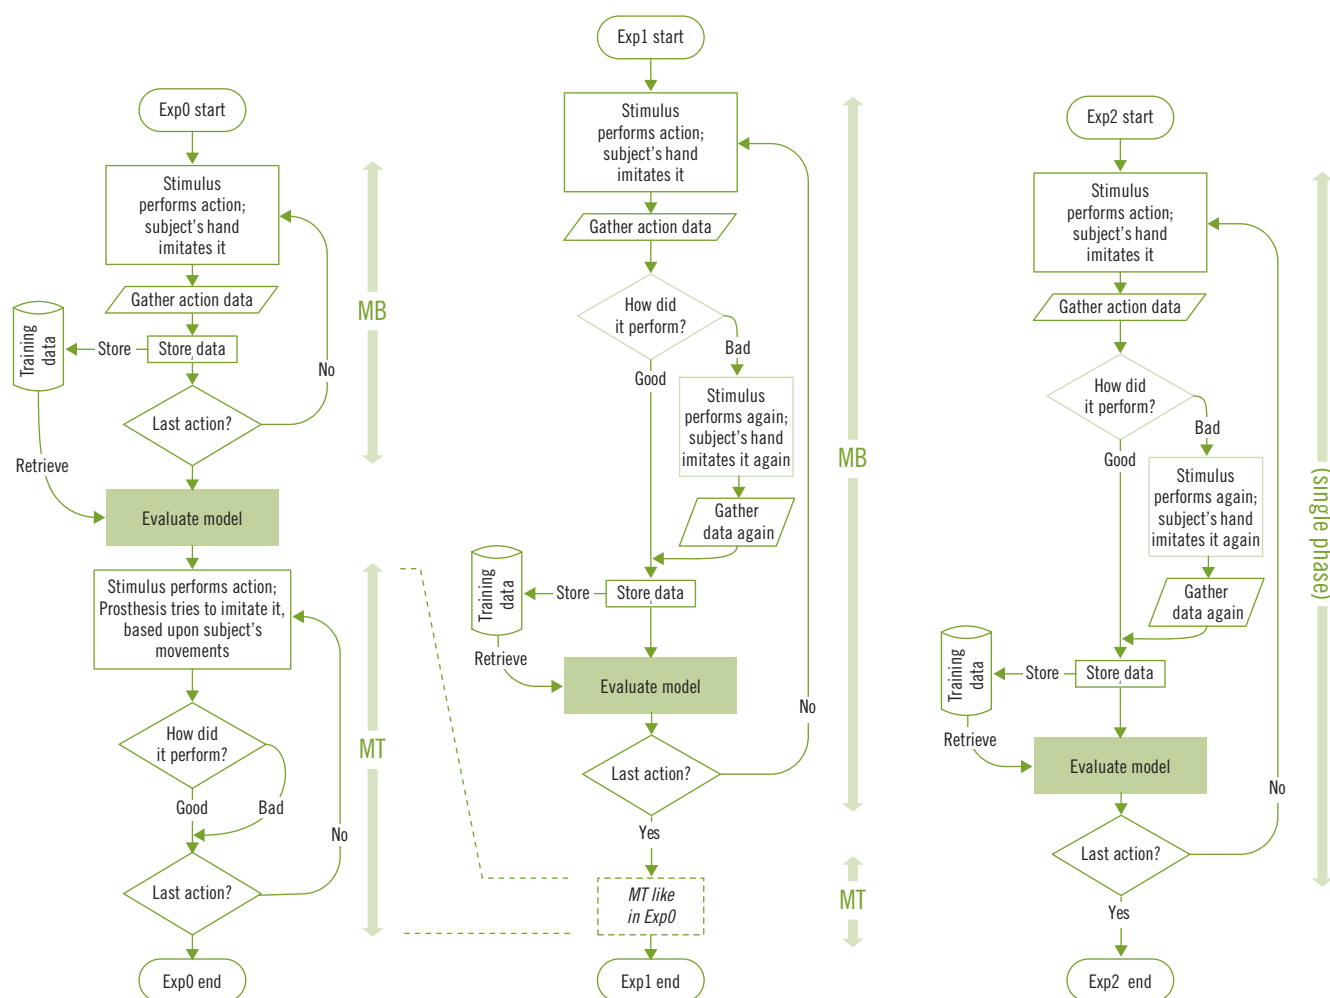 Exp0 start
Stimulus
performs action;
subject's hand
imitates it
Gather action data
Store data
Store
Training
data
No
Last action?
Retrieve
Evaluate model
Stimulus performs action;
Prosthesis tries to imitate it,
based upon subject's
movements
How did
it perform?
Good
Bad
No
Last action?
Exp0 end
MB
MT
Exp1 start
Stimulus
performs action;
subject's hand
imitates it
Gather action data
How did
it perform?
Bad
Good
Stimulus
performs again;
subject's hand
imitates it again
Gather
data again
Store data
Store
Training
data
Retrieve
Evaluate model
No
Last action?
Yes
MT like
in Exp0
Exp1 end
MB
MT
Exp2 start
Stimulus
performs action;
subject's hand
imitates it
Gather action data
How did
it perform?
Bad
Good
Stimulus
performs again;
subject's hand
imitates it again
Gather
data again
Store data
Store
Training
data
Retrieve
Evaluate model
No
Last action?
Yes
Exp2 end
(single phase)